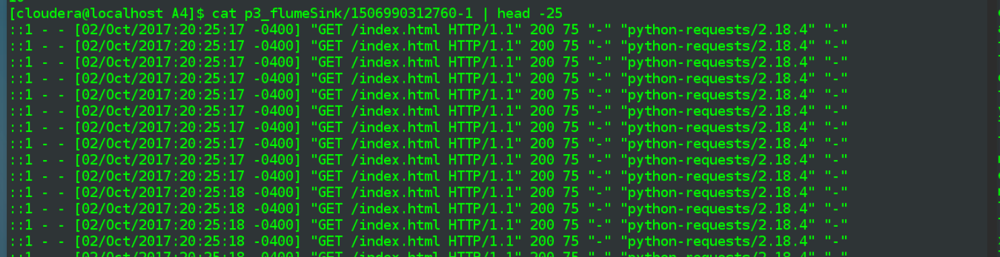 [cloudera@localhost A4]$ cat p3_flumeSink/1506990312760-1 | head -25
::1 - - [02/Oct/2017:20:25:17 -0400] "GET /index.html HTTP/1.1" 200 75 "-" "python-requests/2.18.4" "-"
::1 - - [02/Oct/2017:20:25:17 -0400] "GET /index.html HTTP/1.1" 200 75 "-" "python-requests/2.18.4" "-"
::1 - - [02/Oct/2017:20:25:17 -0400] "GET /index.html HTTP/1.1" 200 75 "-" "python-requests/2.18.4" "-"
::1 - - [02/Oct/2017:20:25:17 -0400] "GET /index.html HTTP/1.1" 200 75 "-" "python-requests/2.18.4" "-"
::1 - - [02/Oct/2017:20:25:17 -0400] "GET /index.html HTTP/1.1" 200 75 "-" "python-requests/2.18.4" "-"
::1 - - [02/Oct/2017:20:25:17 -0400] "GET /index.html HTTP/1.1" 200 75 "-" "python-requests/2.18.4" "-"
::1 - - [02/Oct/2017:20:25:17 -0400] "GET /index.html HTTP/1.1" 200 75 "-" "python-requests/2.18.4" "-"
::1 - - [02/Oct/2017:20:25:17 -0400] "GET /index.html HTTP/1.1" 200 75 "-" "python-requests/2.18.4" "-"
::1 - - [02/Oct/2017:20:25:17 -0400] "GET /index.html HTTP/1.1" 200 75 "-" "python-requests/2.18.4" "-"
::1 - - [02/Oct/2017:20:25:17 -0400] "GET /index.html HTTP/1.1" 200 75 "-" "python-requests/2.18.4" "-"
::1 - - [02/Oct/2017:20:25:18 -0400] "GET /index.html HTTP/1.1" 200 75 "-" "python-requests/2.18.4" "-"
::1 - - [02/Oct/2017:20:25:18 -0400] "GET /index.html HTTP/1.1" 200 75 "-" "python-requests/2.18.4" "-"
::1 - - [02/Oct/2017:20:25:18 -0400] "GET /index.html HTTP/1.1" 200 75 "-" "python-requests/2.18.4" "-"
::1 - - [02/Oct/2017:20:25:18 -0400] "GET /index.html HTTP/1.1" 200 75 "-" "python-requests/2.18.4" "-"